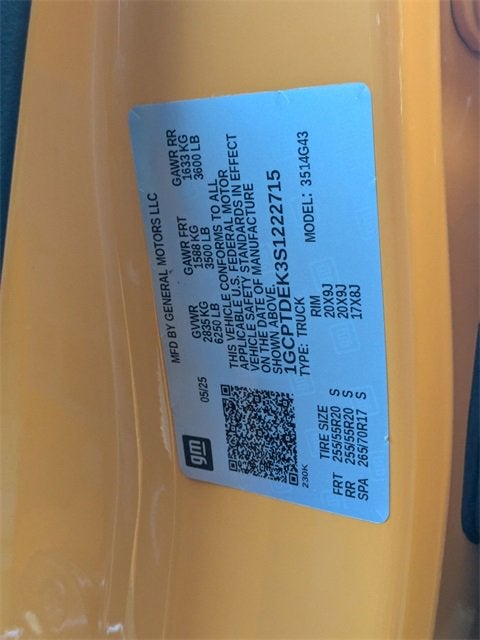 gm
MFD BY GENERAL MOTORS LLC
05/25
GVWR GAWR FRT GAWR RR
2835 KG 1588 KG 1633 KG
6250 LB 3500 LB 3600 LB
THIS VEHICLE CONFORMS TO ALL
APPLICABLE U.S. FEDERAL MOTOR
VEHICLE SAFETY STANDARDS IN EFFECT
ON THE DATE OF MANUFACTURE
SHOWN ABOVE.
1GCPTDEK3S1222715
TYPE: TRUCK MODEL: 3514G43
230K
TIRE SIZE RIM
FRT 255/55R20 S 20X9J
RR 255/55R20 S 20X9J
SPA 265/70R17 S 17X8J